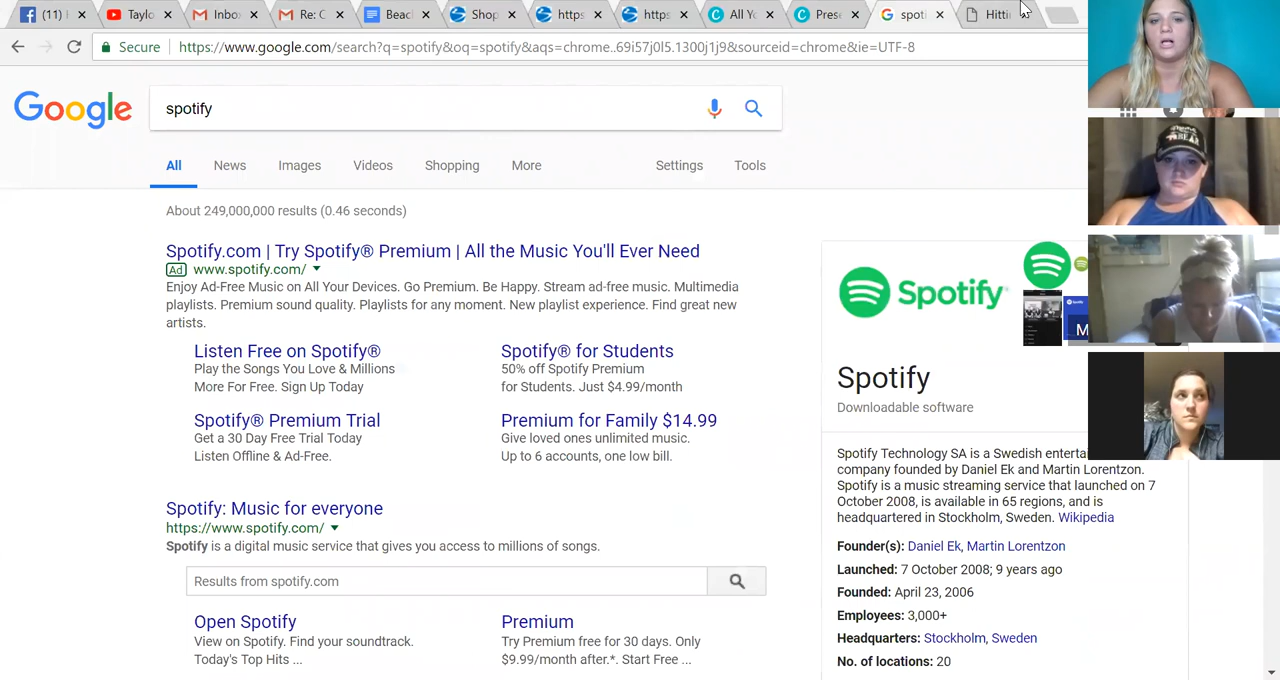 (11)
Taylo
Inbo
Re: C
Beac
Shop
https
https
All Y
Prese
spoti
Hitti
Secure
https://www.google.com/search?q=spotify&oq=spotify&aqs=chrome..69i57j0l5.1300j1j9&sourceid=chrome&ie=UTF-8
Google
spotify
All News Images Videos Shopping More Settings Tools
About 249,000,000 results (0.46 seconds)
Spotify.com | Try Spotify® Premium | All the Music You'll Ever Need
Ad www.spotify.com/
Enjoy Ad-Free Music on All Your Devices. Go Premium. Be Happy. Stream ad-free music. Multimedia
playlists. Premium sound quality. Playlists for any moment. New playlist experience. Find great new
artists.
Listen Free on Spotify®
Play the Songs You Love & Millions
More For Free. Sign Up Today
Spotify® for Students
50% off Spotify Premium
for Students. Just $4.99/month
Spotify® Premium Trial
Get a 30 Day Free Trial Today
Listen Offline & Ad-Free.
Premium for Family $14.99
Give loved ones unlimited music.
Up to 6 accounts, one low bill.
Spotify: Music for everyone
https://www.spotify.com/
Spotify is a digital music service that gives you access to millions of songs.
Results from spotify.com
Open Spotify
View on Spotify. Find your soundtrack.
Today's Top Hits ...
Premium
Try Premium free for 30 days. Only
$9.99/month after.*. Start Free ...
Spotify
M
Spotify
Downloadable software
Spotify Technology SA is a Swedish enterta
company founded by Daniel Ek and Martin Lorentzon.
Spotify is a music streaming service that launched on 7
October 2008, is available in 65 regions, and is
headquartered in Stockholm, Sweden. Wikipedia
Founder(s): Daniel Ek, Martin Lorentzon
Launched: 7 October 2008; 9 years ago
Founded: April 23, 2006
Employees: 3,000+
Headquarters: Stockholm, Sweden
No. of locations: 20